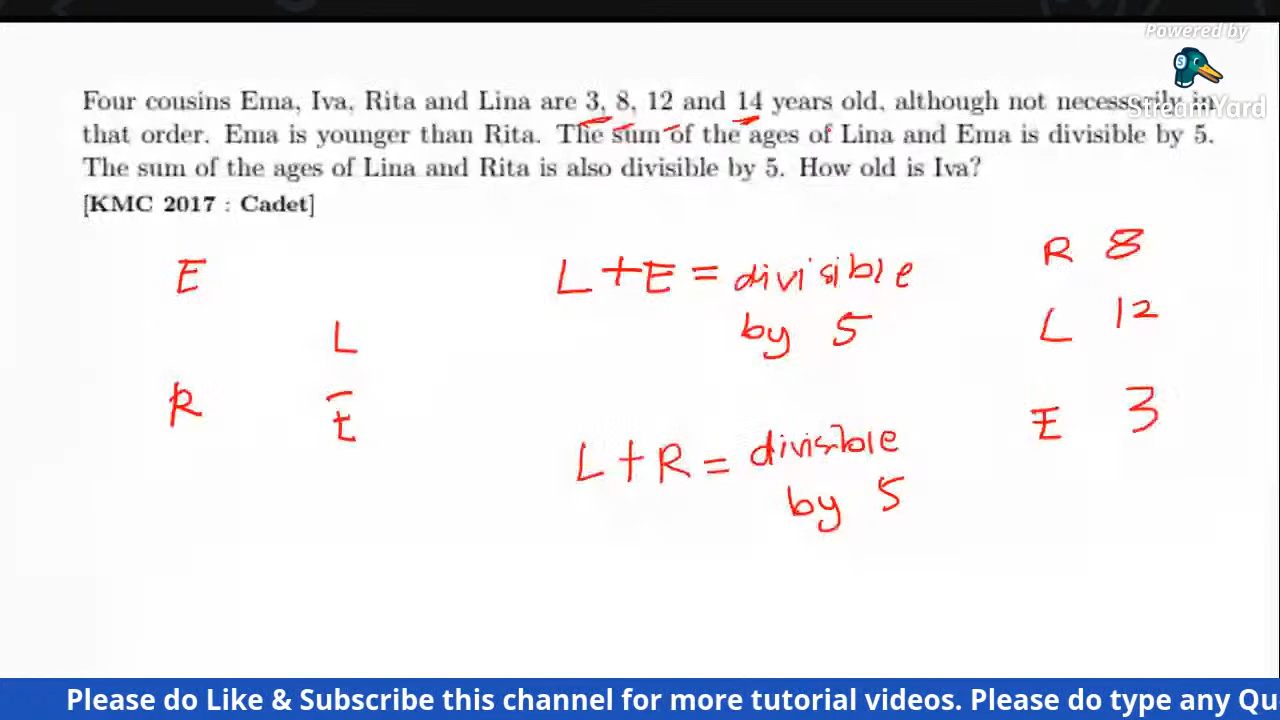 Powered by
StreamYard
Four cousins Ema, Iva, Rita and Lina are 3, 8, 12 and 14 years old, although not necessarily in
that order. Ema is younger than Rita. The sum of the ages of Lina and Ema is divisible by 5.
The sum of the ages of Lina and Rita is also divisible by 5. How old is Iva?
[KMC 2017 : Cadet]
E
L
R
E
L + E = divisible
by 5
L + R = divisible
by 5
R 8
L 12
E 3
Please do Like & Subscribe this channel for more tutorial videos. Please do type any Qu